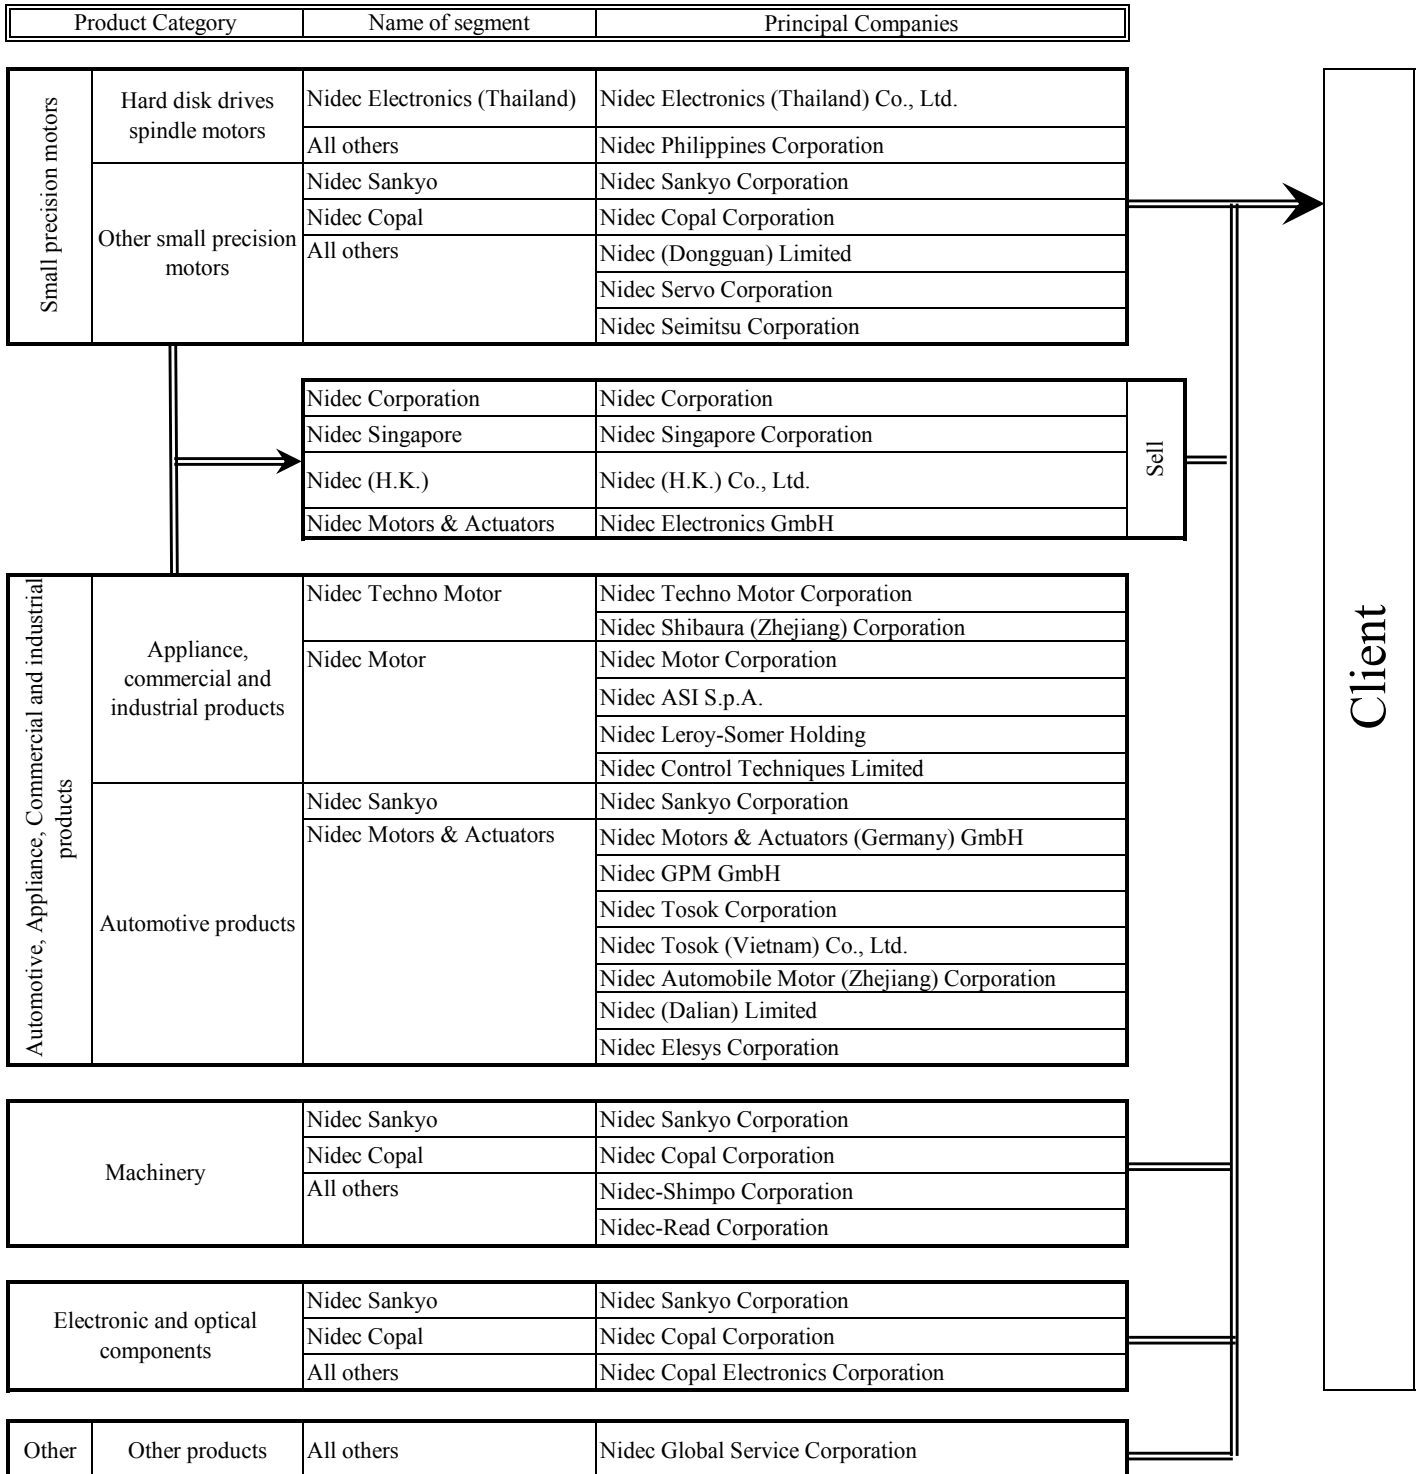 Product Category
Name of segment
Principal Companies
Small precision motors
Hard disk drives
spindle motors
Nidec Electronics (Thailand)
Nidec Electronics (Thailand) Co., Ltd.
All others
Nidec Philippines Corporation
Other small precision
motors
Nidec Sankyo
Nidec Sankyo Corporation
Nidec Copal
Nidec Copal Corporation
All others
Nidec (Dongguan) Limited
Nidec Servo Corporation
Nidec Seimitsu Corporation
Nidec Corporation
Nidec Corporation
Nidec Singapore
Nidec Singapore Corporation
Nidec (H.K.)
Nidec (H.K.) Co., Ltd.
Nidec Motors & Actuators
Nidec Electronics GmbH
Sell
Automotive, Appliance, Commercial and industrial
products
Appliance,
commercial and
industrial products
Nidec Techno Motor
Nidec Techno Motor Corporation
Nidec Shibaura (Zhejiang) Corporation
Nidec Motor
Nidec Motor Corporation
Nidec ASI S.p.A.
Nidec Leroy-Somer Holding
Nidec Control Techniques Limited
Automotive products
Nidec Sankyo
Nidec Sankyo Corporation
Nidec Motors & Actuators
Nidec Motors & Actuators (Germany) GmbH
Nidec GPM GmbH
Nidec Tosok Corporation
Nidec Tosok (Vietnam) Co., Ltd.
Nidec Automobile Motor (Zhejiang) Corporation
Nidec (Dalian) Limited
Nidec Elesys Corporation
Machinery
Nidec Sankyo
Nidec Sankyo Corporation
Nidec Copal
Nidec Copal Corporation
All others
Nidec-Shimpo Corporation
Nidec-Read Corporation
Electronic and optical
components
Nidec Sankyo
Nidec Sankyo Corporation
Nidec Copal
Nidec Copal Corporation
All others
Nidec Copal Electronics Corporation
Other
Other products
All others
Nidec Global Service Corporation
Client